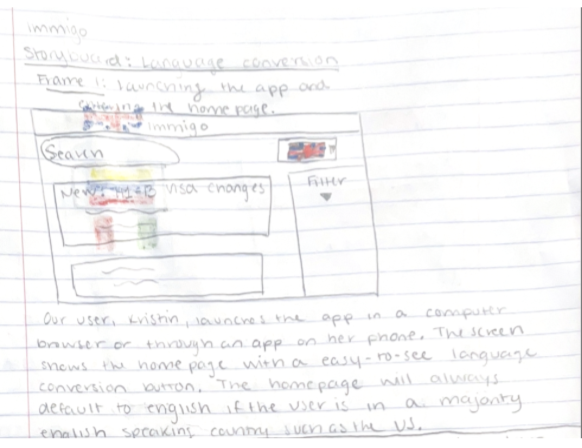 immigo
Storyboard: Language conversion
Frame 1: Launching the app and
the home page.
immigo
Search
New: H1-B visa changes
Filter
Our user, Kristin, launches the app in a computer
browser or through an app on her phone. The screen
shows the home page with a easy-to-see language
conversion button. The homepage will always
default to english if the user is in a majority
english speaking country such as the US.